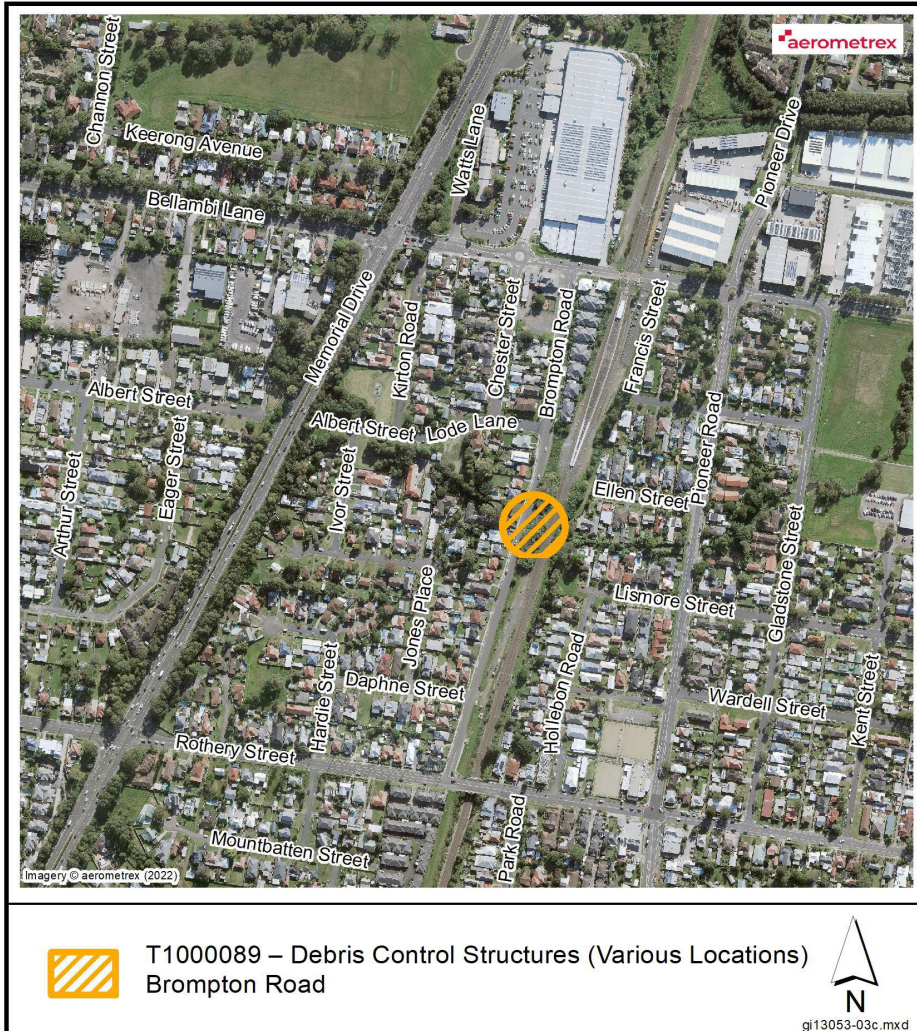 aerometrex
Channon Street
Keerong Avenue
Bellambi Lane
Watts Lane
Pioneer Drive
Memorial Drive
Kirton Road
Chester Street
Brompton Road
Francis Street
Albert Street
Albert Street
Lode Lane
Pioneer Road
Arthur Street
Eager Street
Ivor Street
Ellen Street
Jones Place
Lismore Street
Gladstone Street
Hardie Street
Daphne Street
Hollebon Road
Wardell Street
Kent Street
Rothery Street
Mountbatten Street
Park Road
Imagery © aerometrex (2022)
T1000089 – Debris Control Structures (Various Locations)
Brompton Road
N
gi13053-03c.mxd